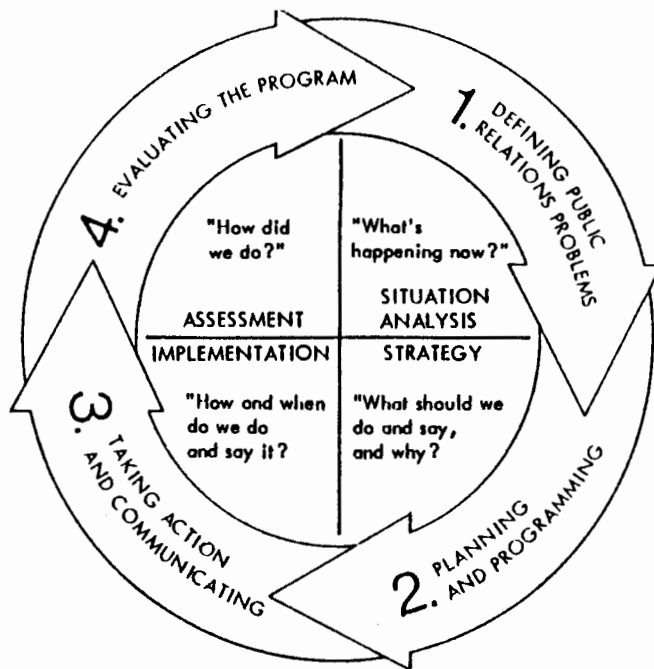 1. DEFINING PUBLIC
RELATIONS PROBLEMS
2. PLANNING
AND PROGRAMMING
3. TAKING ACTION
AND COMMUNICATING
4. EVALUATING THE PROGRAM
"What's
happening now?"
SITUATION
ANALYSIS
STRATEGY
"What should we
do and say,
and why?
IMPLEMENTATION
"How and when
do we do
and say it?
"How did
we do?"
ASSESSMENT